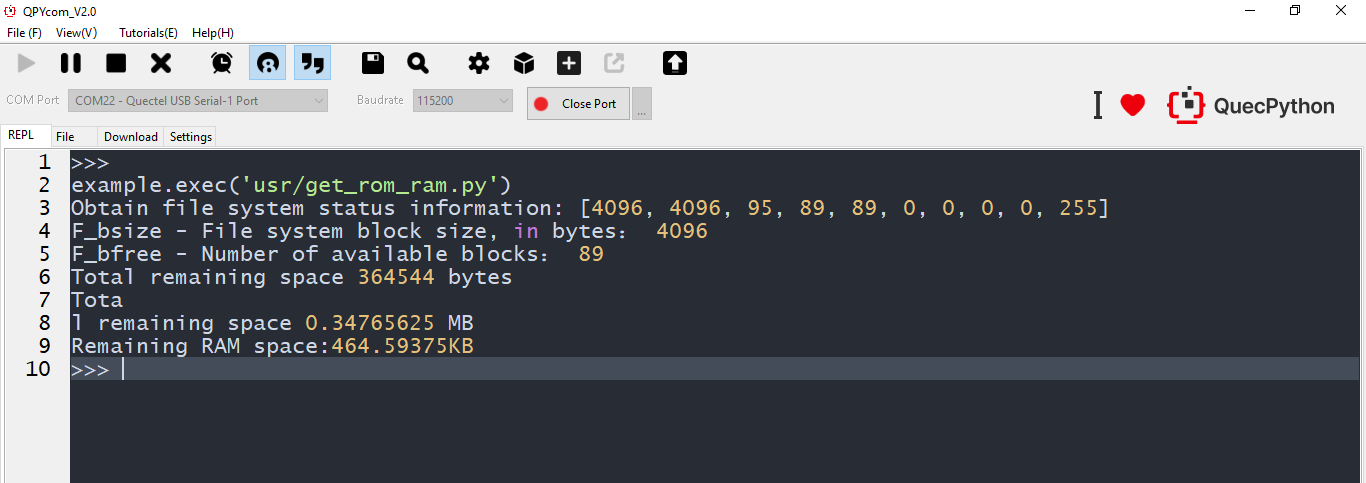 QPYcom_V2.0
File (F) View(V) Tutorials(E) Help(H)
COM Port COM22 - Quectel USB Serial-1 Port Baudrate 115200 Close Port ...
I QuecPython
REPL File Download Settings
1 >>>
2 example.exec('usr/get_rom_ram.py')
3 Obtain file system status information: [4096, 4096, 95, 89, 89, 0, 0, 0, 0, 255]
4 F_bsize - File system block size, in bytes： 4096
5 F_bfree - Number of available blocks： 89
6 Total remaining space 364544 bytes
7 Tota
8 l remaining space 0.34765625 MB
9 Remaining RAM space:464.59375KB
10 >>>